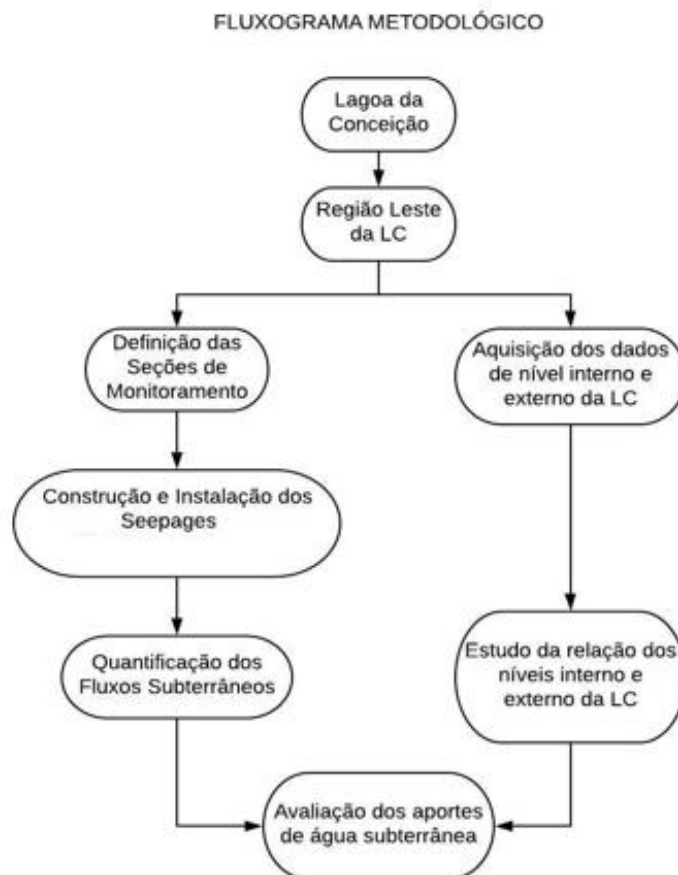 FLUXOGRAMA METODOLÓGICO
Lagoa da
Conceição
Região Leste
da LC
Definição das
Seções de
Monitoramento
Aquisição dos dados
de nível interno e
externo da LC
Construção e Instalação dos
Seepages
Quantificação dos
Fluxos Subterrâneos
Estudo da relação dos
níveis interno e
externo da LC
Avaliação dos aportes
de água subterrânea